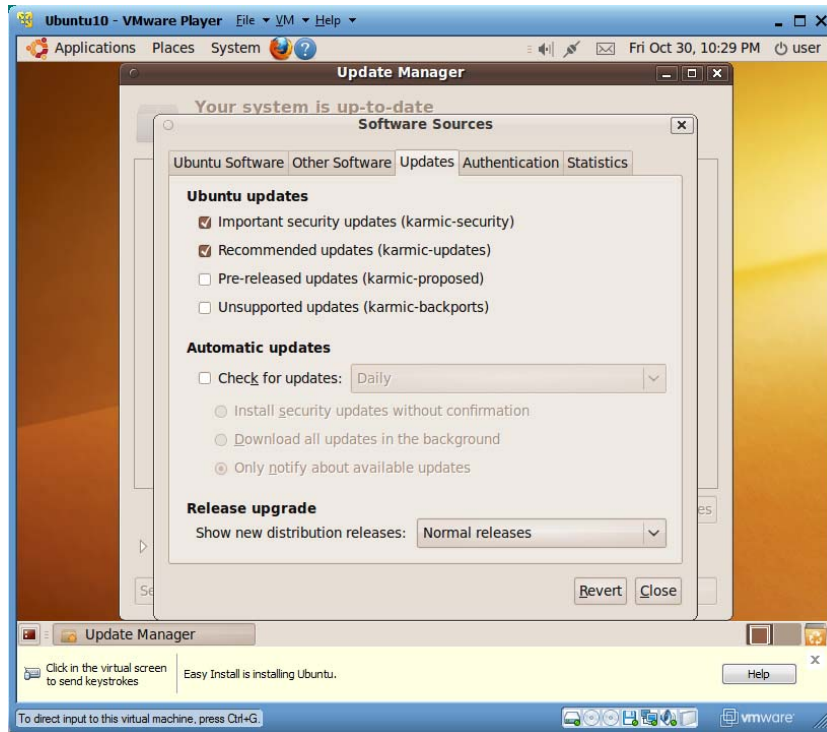 Ubuntu10 - VMware Player File VM Help
Applications Places System Fri Oct 30, 10:29 PM user
Update Manager
Your system is up-to-date
Software Sources
Ubuntu Software Other Software Updates Authentication Statistics
Ubuntu updates
Important security updates (karmic-security)
Recommended updates (karmic-updates)
Pre-released updates (karmic-proposed)
Unsupported updates (karmic-backports)
Automatic updates
Check for updates: Daily
Install security updates without confirmation
Download all updates in the background
Only notify about available updates
Release upgrade
Show new distribution releases: Normal releases
Revert Close
Update Manager
Click in the virtual screen
to send keystrokes
Easy Install is installing Ubuntu.
Help
To direct input to this virtual machine, press Ctrl+G.
vmware